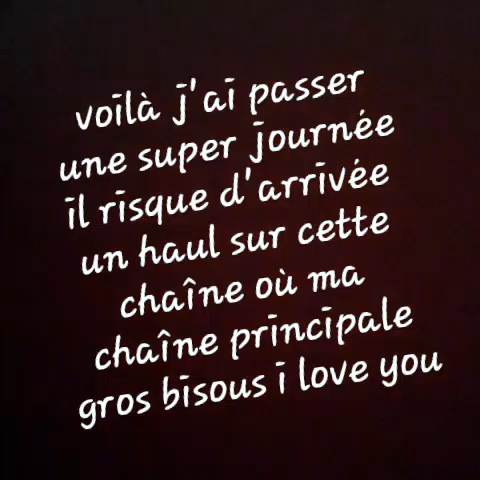 voilà j'ai passer
une super journée
il risque d'arrivée
un haul sur cette
chaîne où ma
chaîne principale
gros bisous i love you